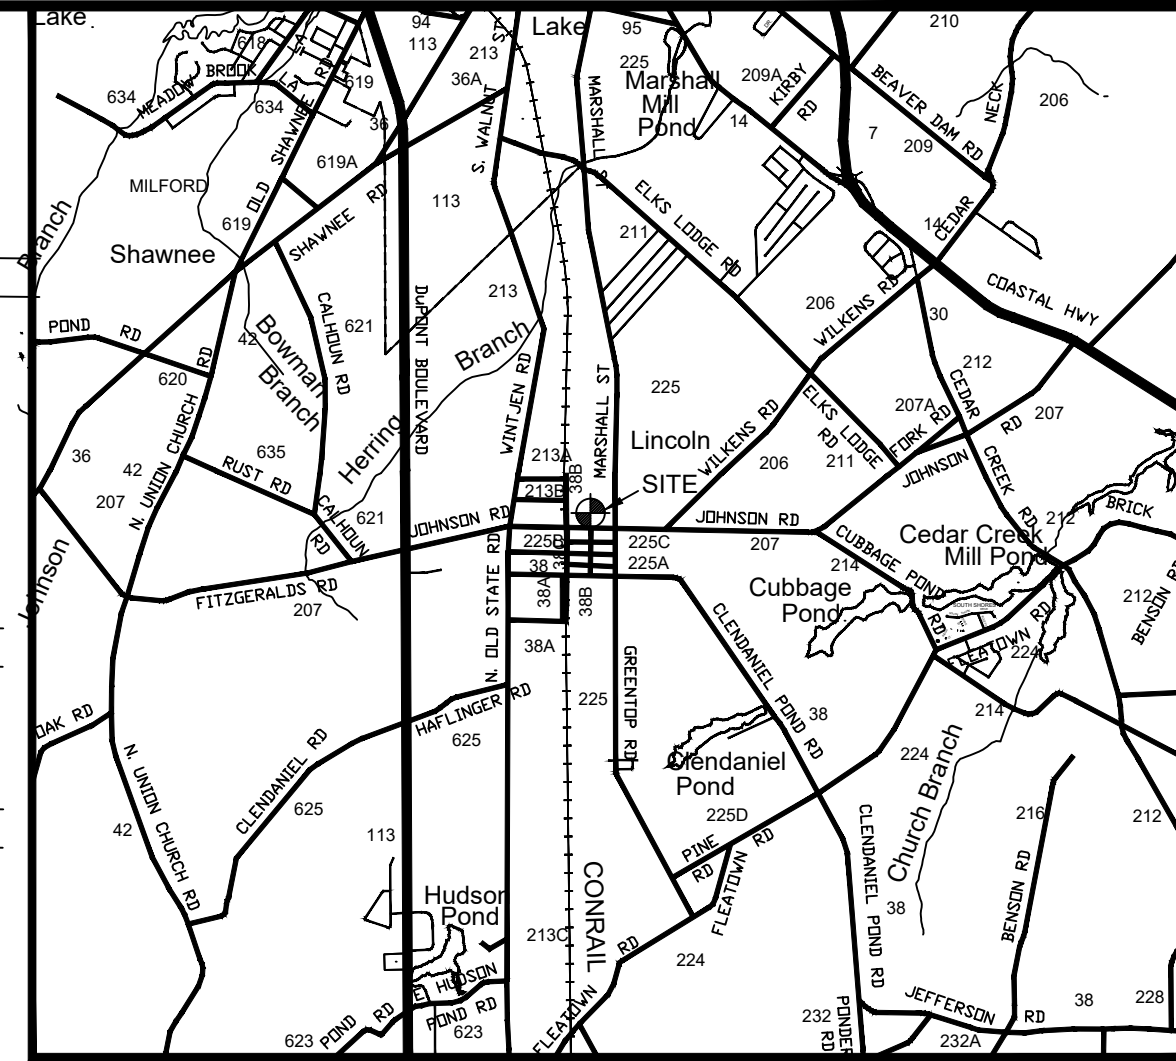 Lake
94
113
213
36A
S. WALNUT ST
Lake
95
225
Marshall
Mill
Pond
MARSHALL ST
209A
KIRBY
RD
14
7
210
BEAVER DAM RD
209
NECK
206
618
MEADOW
BROOK
634
634
619
36
OLD SHAWNEE RD
619A
MILFORD
619
SHAWNEE RD
113
Branch
Shawnee
ELKS LODGE RD
211
14
CEDAR
COASTAL HWY
213
206
WILKENS RD
30
POND RD
42
CALHOUN RD
621
DuPONT BOULEVARD
Bowman
Branch
Branch
Herring
WINTJEN RD
MARSHALL ST
225
212
CEDAR
620
RD
36
42
207
N. UNION CHURCH
635
RUST RD
CALHOUN
RD
621
Lincoln
WILKENS RD
206
ELKS LODGE
RD
211
207A
FORK RD
207
JOHNSON RD
CREEK
RD
213A
38B
213B
SITE
JOHNSON RD
JOHNSON RD
207
212
BRICK
Cedar Creek
Mill Pond
CUBBAGE POND
RD
214
225B
38C
225C
225A
38
38A
38B
Cubbage
Pond
Johnson
FITZGERALDS RD
207
N. OLD STATE RD
38A
SOUTH SHORES
FLEATOWN RD
224
212
BENSON RD
CLENDANIEL POND RD
GREENTOP RD
225
38
214
OAK RD
HAFLINGER RD
625
Clendaniel
Pond
224
Church Branch
N. UNION CHURCH RD
CLENDANIEL RD
625
42
113
225D
PINE RD
RD
FLEATOWN
216
212
CLENDANIEL POND RD
38
BENSON RD
Hudson
Pond
CONRAIL
213C
RD
224
FLEATOWN
HUDSON
POND RD
623
623
POND RD
232
PONDER
RD
JEFFERSON RD
232A
38
228